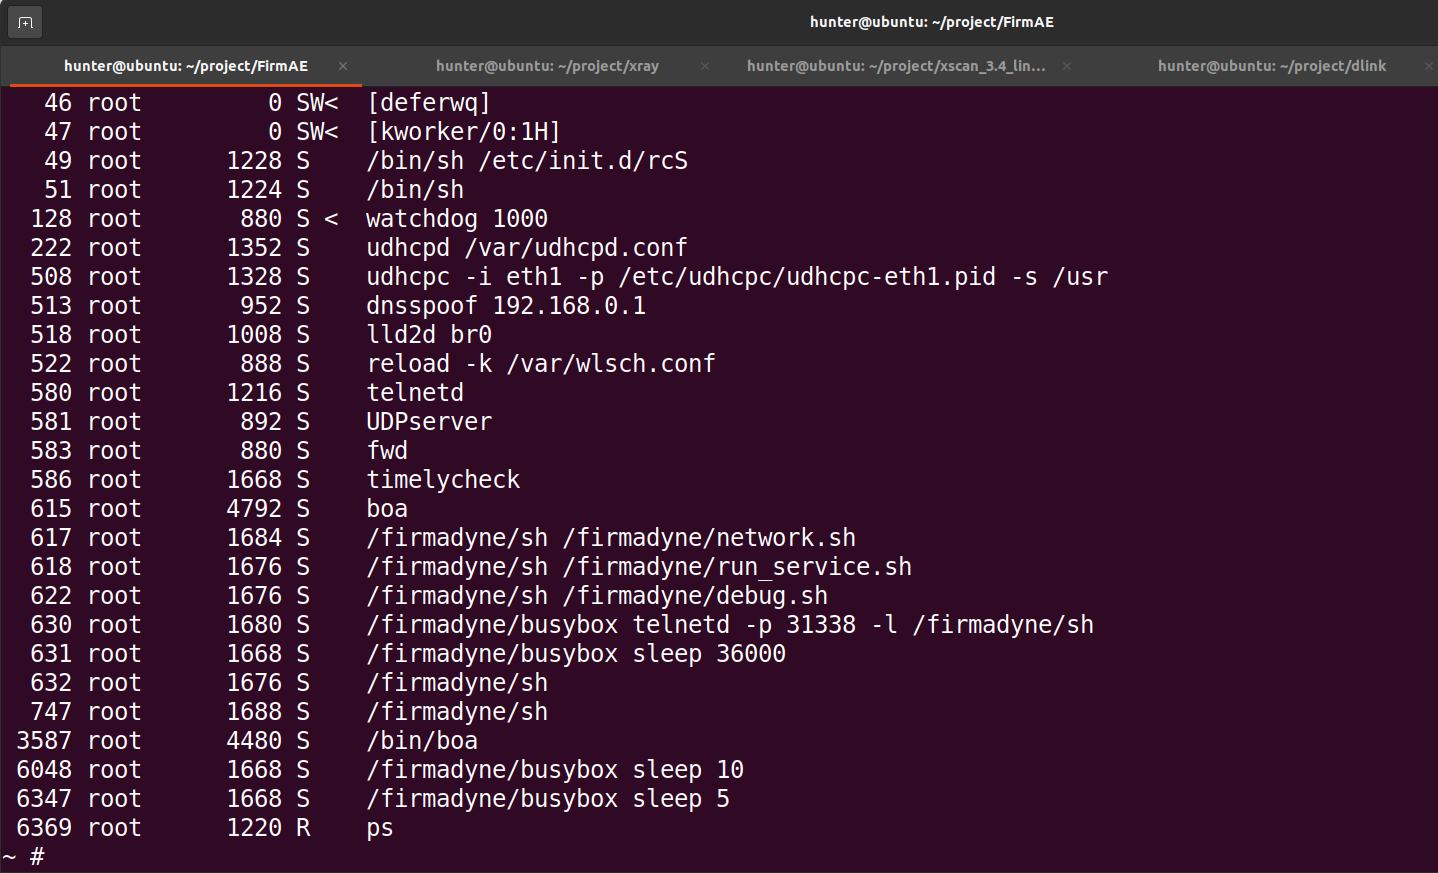 hunter@ubuntu: ~/project/FirmAE
hunter@ubuntu: ~/project/FirmAE × hunter@ubuntu: ~/project/xray × hunter@ubuntu: ~/project/xscan_3.4_lin... × hunter@ubuntu: ~/project/dlink ×
46 root 0 SW< [deferwq]
47 root 0 SW< [kworker/0:1H]
49 root 1228 S /bin/sh /etc/init.d/rcS
51 root 1224 S /bin/sh
128 root 880 S < watchdog 1000
222 root 1352 S udhcpd /var/udhcpd.conf
508 root 1328 S udhcpc -i eth1 -p /etc/udhcpc/udhcpc-eth1.pid -s /usr
513 root 952 S dnsspoof 192.168.0.1
518 root 1008 S lld2d br0
522 root 888 S reload -k /var/wlsch.conf
580 root 1216 S telnetd
581 root 892 S UDPserver
583 root 880 S fwd
586 root 1668 S timelycheck
615 root 4792 S boa
617 root 1684 S /firmadyne/sh /firmadyne/network.sh
618 root 1676 S /firmadyne/sh /firmadyne/run_service.sh
622 root 1676 S /firmadyne/sh /firmadyne/debug.sh
630 root 1680 S /firmadyne/busybox telnetd -p 31338 -l /firmadyne/sh
631 root 1668 S /firmadyne/busybox sleep 36000
632 root 1676 S /firmadyne/sh
747 root 1688 S /firmadyne/sh
3587 root 4480 S /bin/boa
6048 root 1668 S /firmadyne/busybox sleep 10
6347 root 1668 S /firmadyne/busybox sleep 5
6369 root 1220 R ps
~ #